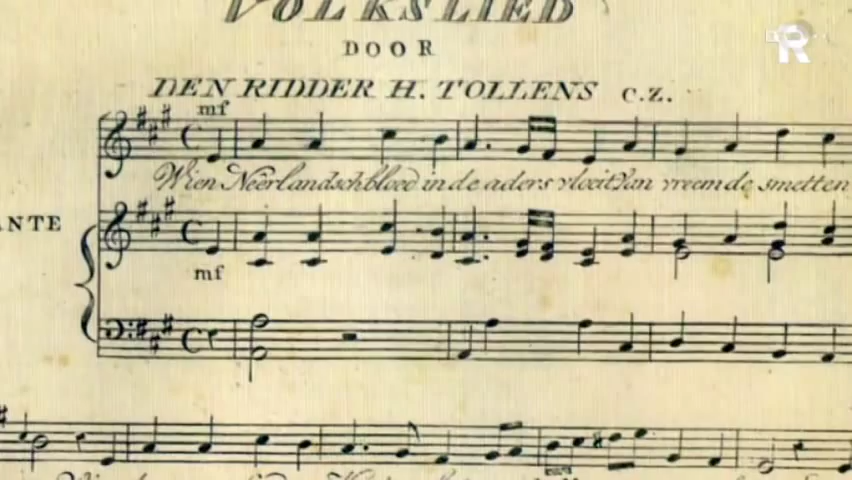 VOLKSLIED
DOOR
DEN RIDDER H. TOLLENS C.Z.
mf
Wien Neêrlandsch bloed in de aders vloeit Van vreemde smetten
ANTE
mf
R